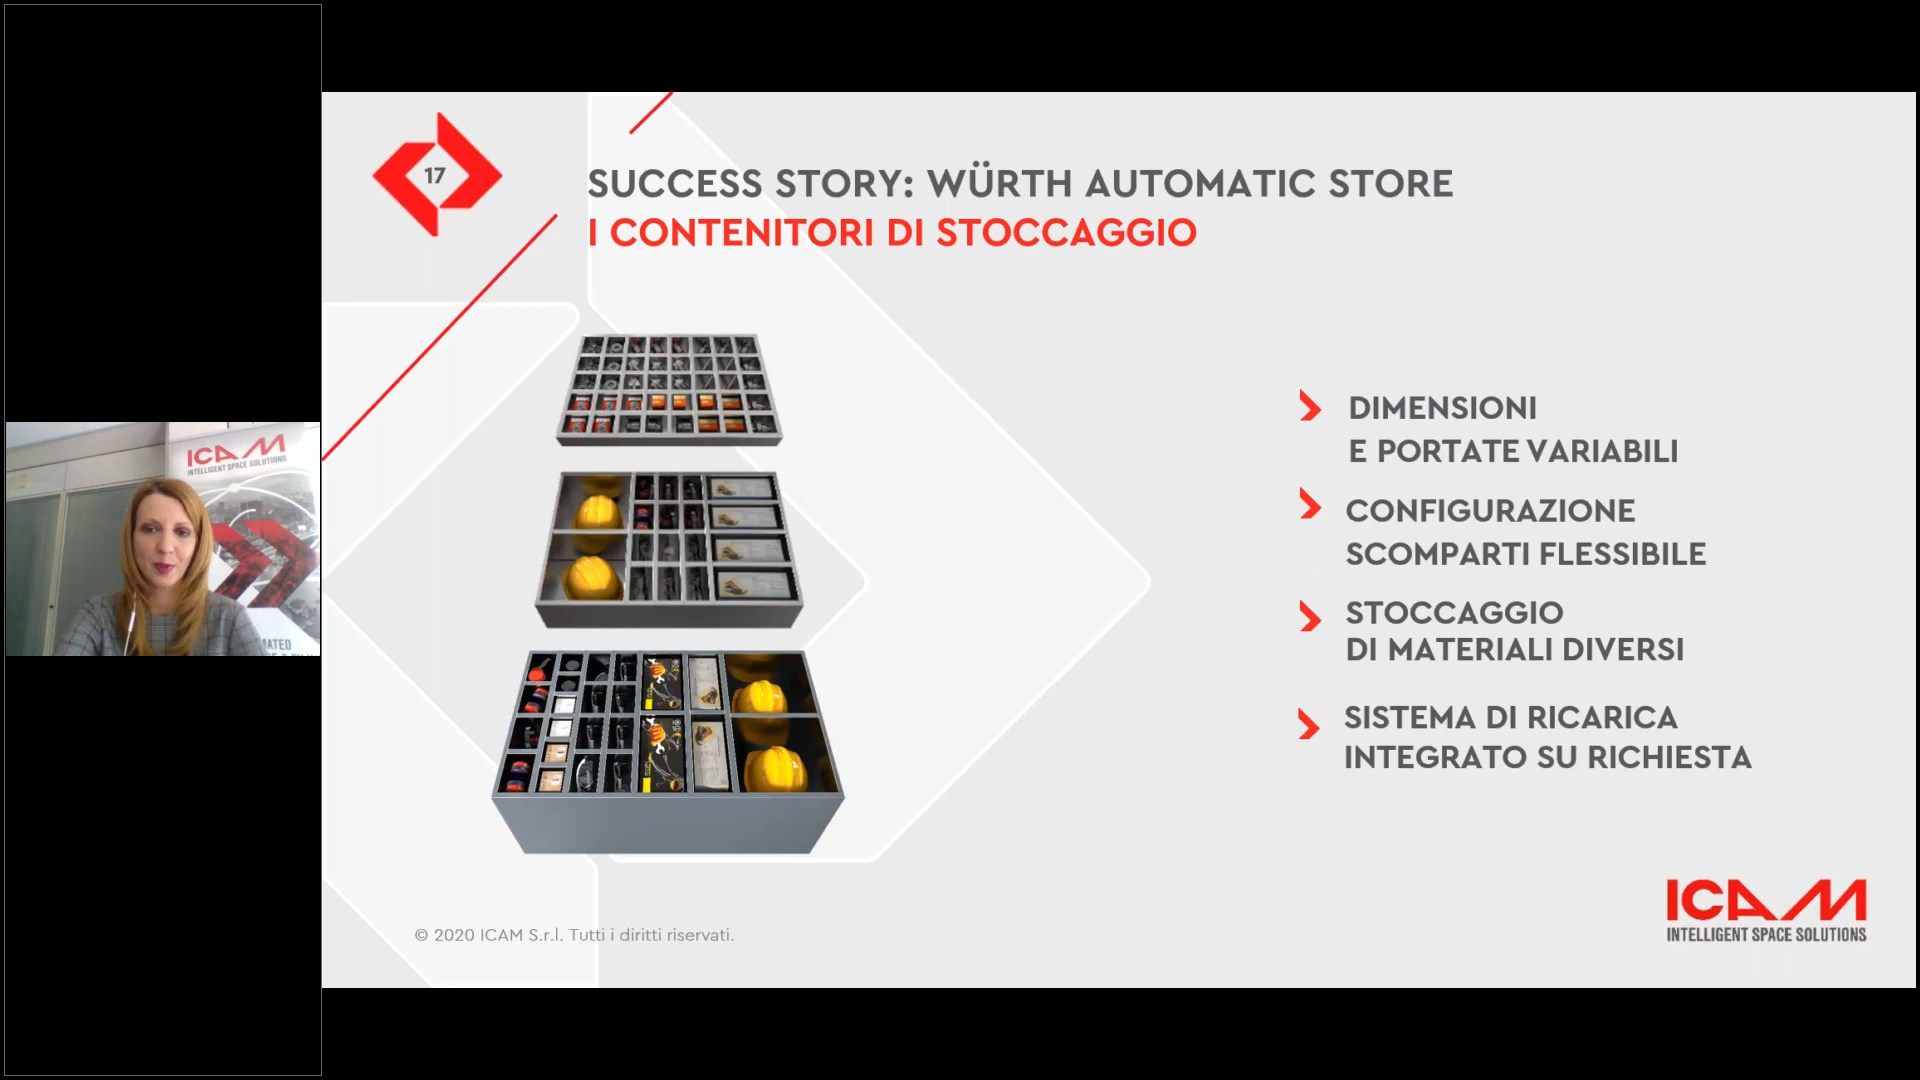 17
SUCCESS STORY: WÜRTH AUTOMATIC STORE
I CONTENITORI DI STOCCAGGIO
ICAM
INTELLIGENT SPACE SOLUTIONS
DIMENSIONI
E PORTATE VARIABILI
CONFIGURAZIONE
SCOMPARTI FLESSIBILE
STOCCAGGIO
DI MATERIALI DIVERSI
SISTEMA DI RICARICA
INTEGRATO SU RICHIESTA
© 2020 ICAM S.r.l. Tutti i diritti riservati.
ICAM
INTELLIGENT SPACE SOLUTIONS